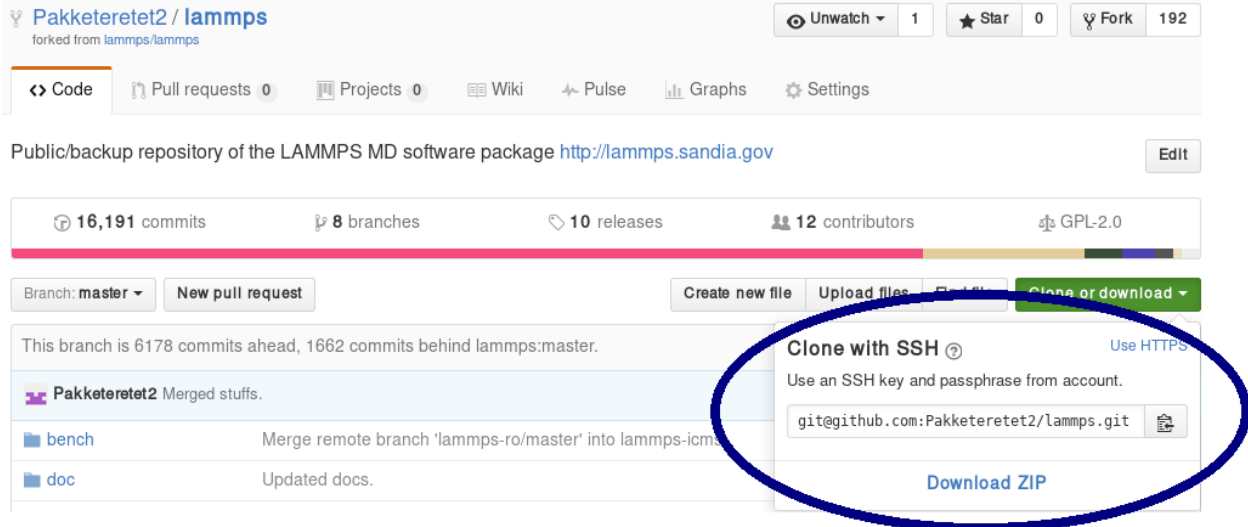 Pakketeretet2 / lammps
forked from lammps/lammps
Unwatch 1 Star 0 Fork 192
Code Pull requests 0 Projects 0 Wiki Pulse Graphs Settings
Public/backup repository of the LAMMPS MD software package http://lammps.sandia.gov Edit
16,191 commits 8 branches 10 releases 12 contributors GPL-2.0
Branch: master New pull request Create new file Upload files Find file Clone or download
This branch is 6178 commits ahead, 1662 commits behind lammps:master.
Pakketeretet2 Merged stuffs.
bench Merge remote branch 'lammps-ro/master' into lammps-icms
doc Updated docs.
Clone with SSH ? Use HTTPS
Use an SSH key and passphrase from account.
git@github.com:Pakketeretet2/lammps.git
Download ZIP